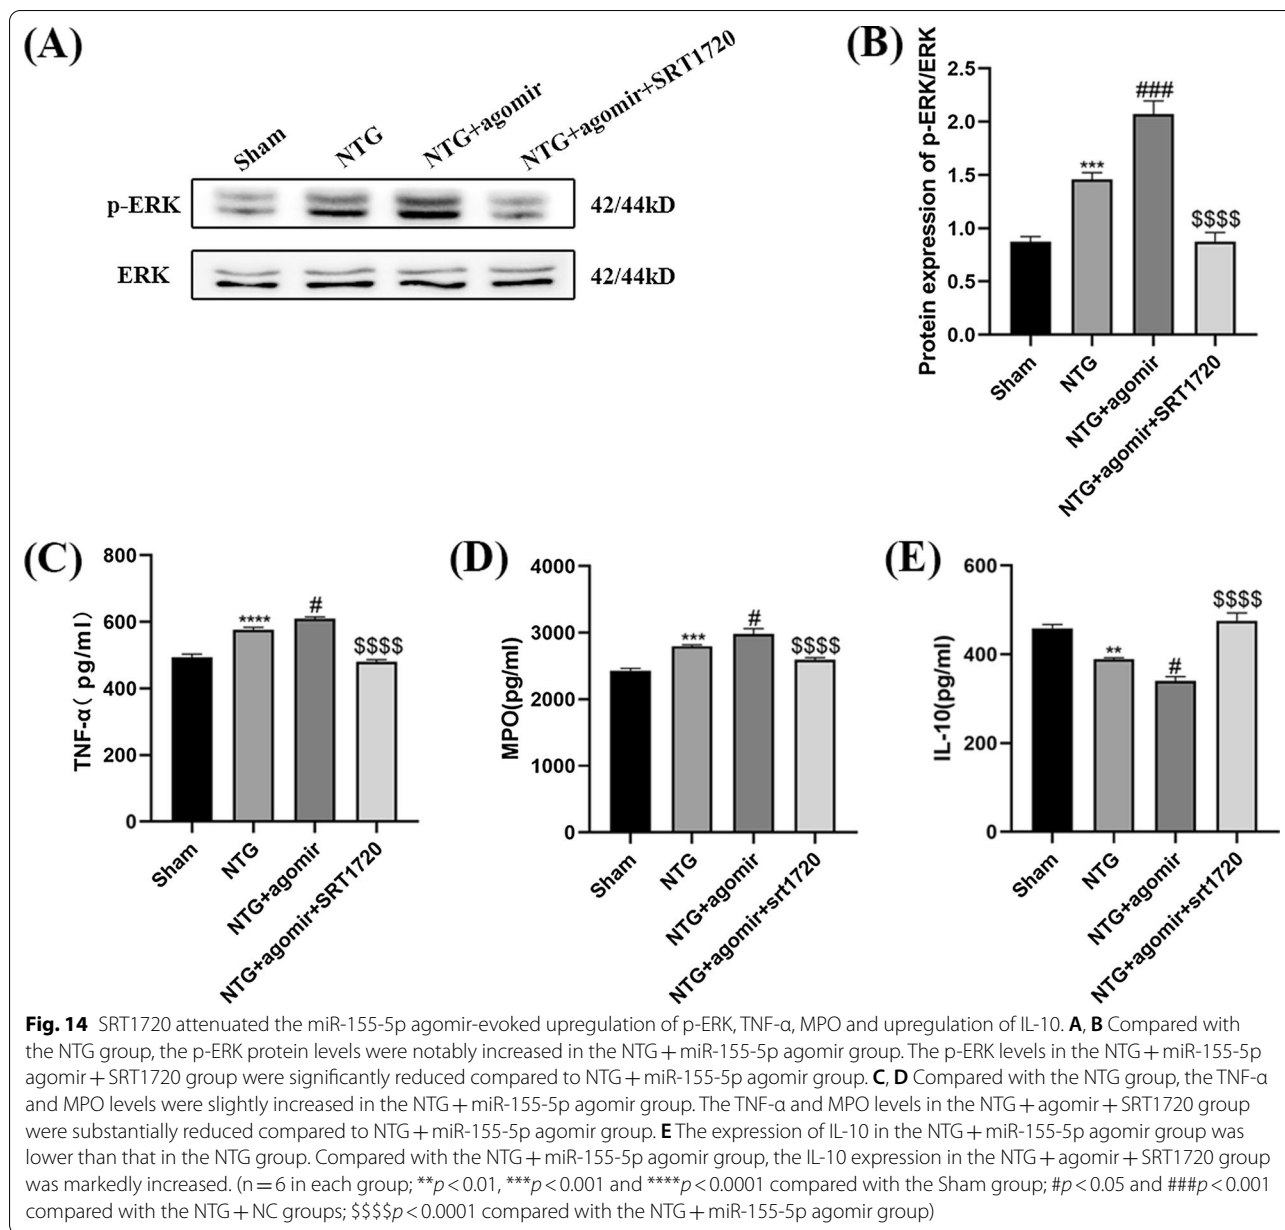 (A)
Sham
NTG
NTG+agomir
NTG+agomir+SRT1720
p-ERK
42/44kD
ERK
42/44kD
(B)
Protein expression of p-ERK/ERK
2.5
2.0
1.5
1.0
0.5
0.0
***
###
$$$$
Sham
NTG
NTG+agomir
NTG+agomir+SRT1720
(C)
TNF-α( pg/ml)
800
600
400
200
0
****
#
$$$$
Sham
NTG
NTG+agomir
NTG+agomir+SRT1720
(D)
MPO(pg/ml)
4000
3000
2000
1000
0
***
#
$$$$
Sham
NTG
NTG+agomir
NTG+agomir+srt1720
(E)
IL-10(pg/ml)
600
400
200
0
**
#
$$$$
Sham
NTG
NTG+agomir
NTG+agomir+srt1720
Fig. 14 SRT1720 attenuated the miR-155-5p agomir-evoked upregulation of p-ERK, TNF-α, MPO and upregulation of IL-10. A, B Compared with
the NTG group, the p-ERK protein levels were notably increased in the NTG + miR-155-5p agomir group. The p-ERK levels in the NTG + miR-155-5p
agomir + SRT1720 group were significantly reduced compared to NTG + miR-155-5p agomir group. C, D Compared with the NTG group, the TNF-α
and MPO levels were slightly increased in the NTG + miR-155-5p agomir group. The TNF-α and MPO levels in the NTG + agomir + SRT1720 group
were substantially reduced compared to NTG + miR-155-5p agomir group. E The expression of IL-10 in the NTG + miR-155-5p agomir group was
lower than that in the NTG group. Compared with the NTG + miR-155-5p agomir group, the IL-10 expression in the NTG + agomir + SRT1720 group
was markedly increased. (n = 6 in each group; **p < 0.01, ***p < 0.001 and ****p < 0.0001 compared with the Sham group; #p < 0.05 and ###p < 0.001
compared with the NTG + NC groups; $$$$p < 0.0001 compared with the NTG + miR-155-5p agomir group)